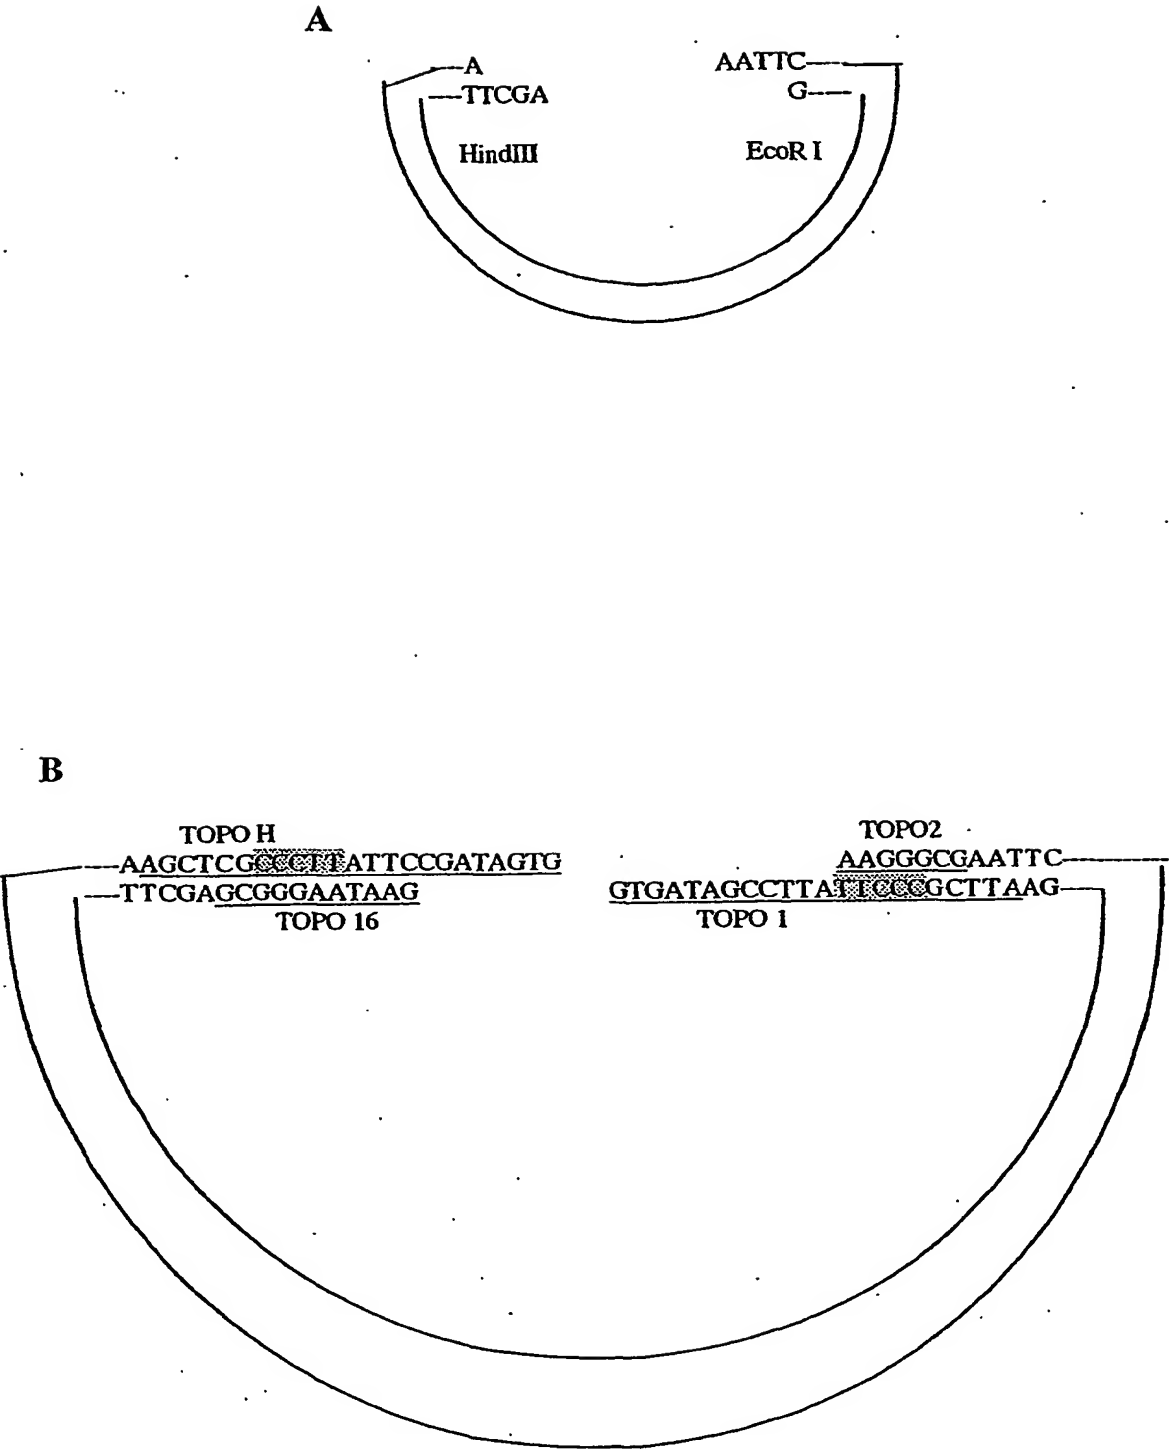 A
A AATTC
TTCGA G
HindIII EcoR I
B
TOPO H TOPO2
AAGCTCGCCCTTATTCCGATAGTG AAGGGCGAATTC
TTCGAGCGGGAATAAG GTGATAGCCTTATTCCCGCTTAAG
TOPO 16 TOPO 1